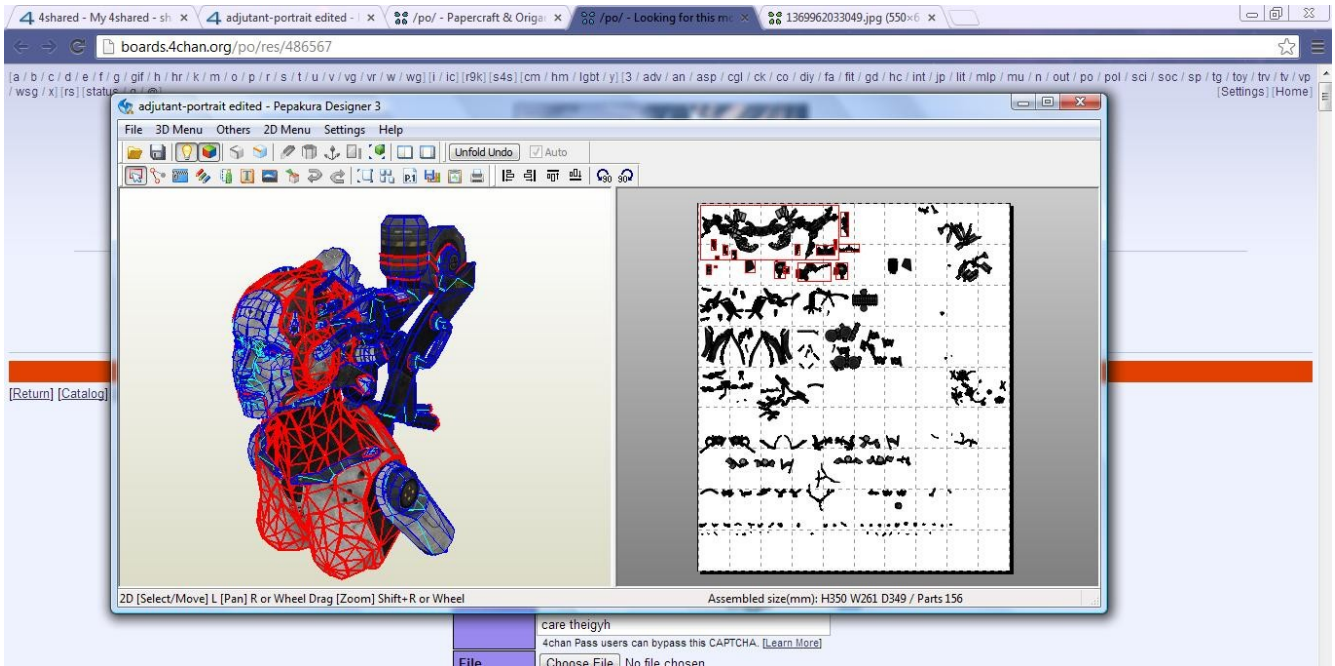 4shared - My 4shared - sh
adjutant-portrait edited -
/po/ - Papercraft & Origa
/po/ - Looking for this mo
1369962033049.jpg (550×6
boards.4chan.org/po/res/486567
[a / b / c / d / e / f / g / gif / h / hr / k / m / o / p / r / s / t / u / v / vg / vr / w / wg] [i / ic] [r9k] [s4s] [cm / hm / lgbt / y] [3 / adv / an / asp / cgl / ck / co / diy / fa / fit / gd / hc / int / jp / lit / mlp / mu / n / out / po / pol / sci / soc / sp / tg / toy / trv / tv / vp
/ wsg / x] [rs] [status / q / @]
[Settings] [Home]
adjutant-portrait edited - Pepakura Designer 3
File 3D Menu Others 2D Menu Settings Help
Unfold Undo Auto
P.1 90 90
[Return] [Catalog]
2D [Select/Move] L [Pan] R or Wheel Drag [Zoom] Shift+R or Wheel
Assembled size(mm): H350 W261 D349 / Parts 156
care theigyh
4chan Pass users can bypass this CAPTCHA. [Learn More]
File
Choose File No file chosen